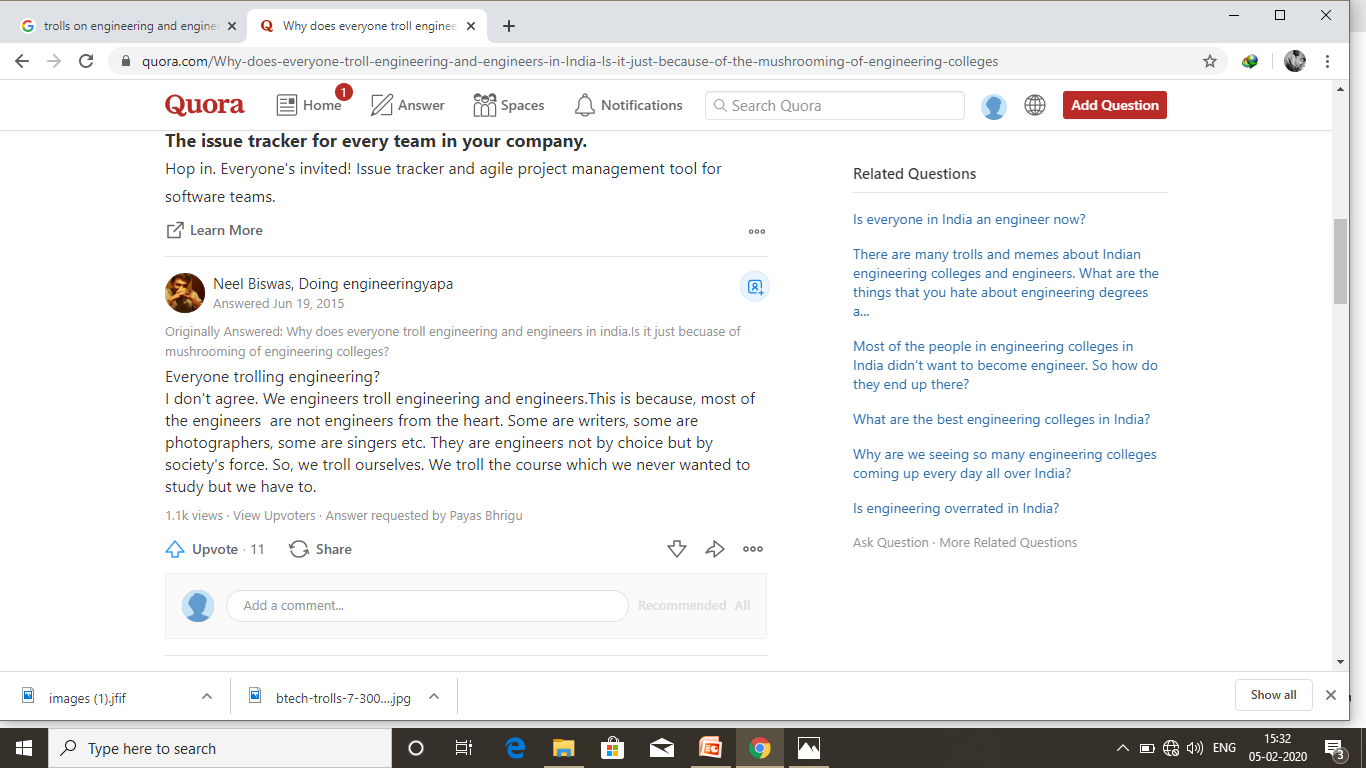 trolls on engineering and engine
Why does everyone troll enginee
quora.com/Why-does-everyone-troll-engineering-and-engineers-in-India-Is-it-just-because-of-the-mushrooming-of-engineering-colleges
Quora
Home
1
Answer
Spaces
Notifications
Search Quora
Add Question
The issue tracker for every team in your company.
Hop in. Everyone's invited! Issue tracker and agile project management tool for
software teams.
Learn More
Neel Biswas, Doing engineeringyapa
Answered Jun 19, 2015
Originally Answered: Why does everyone troll engineering and engineers in india.Is it just becuase of
mushrooming of engineering colleges?
Everyone trolling engineering?
I don't agree. We engineers troll engineering and engineers.This is because, most of
the engineers  are not engineers from the heart. Some are writers, some are
photographers, some are singers etc. They are engineers not by choice but by
society's force. So, we troll ourselves. We troll the course which we never wanted to
study but we have to.
1.1k views · View Upvoters · Answer requested by Payas Bhrigu
Upvote · 11
Share
Add a comment...
Recommended All
Related Questions
Is everyone in India an engineer now?
There are many trolls and memes about Indian
engineering colleges and engineers. What are the
things that you hate about engineering degrees
a...
Most of the people in engineering colleges in
India didn't want to become engineer. So how do
they end up there?
What are the best engineering colleges in India?
Why are we seeing so many engineering colleges
coming up every day all over India?
Is engineering overrated in India?
Ask Question · More Related Questions
images (1).jfif
btech-trolls-7-300....jpg
Show all
Type here to search
ENG
15:32
05-02-2020
3